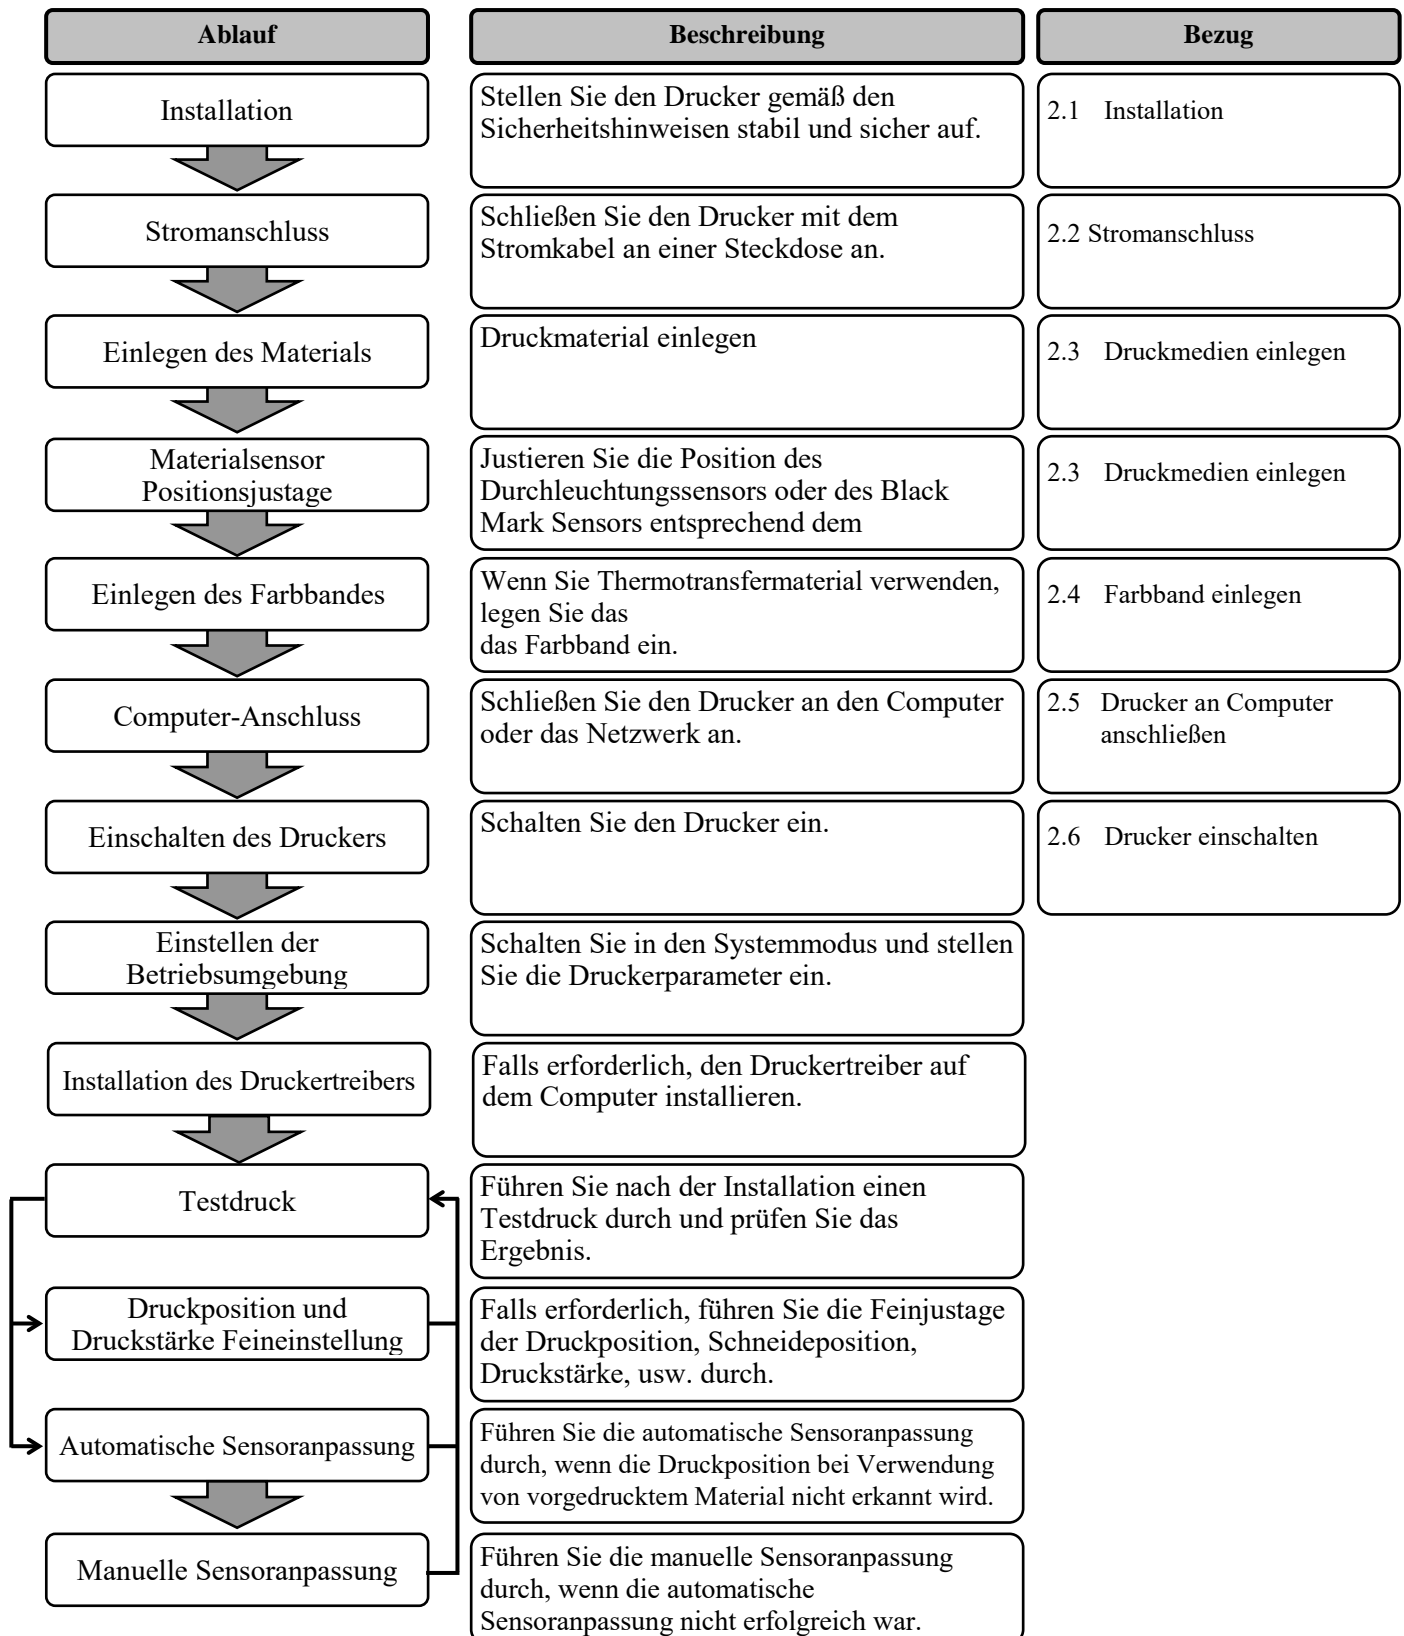 Ablauf
Beschreibung
Bezug
Installation
Stellen Sie den Drucker gemäß den
Sicherheitshinweisen stabil und sicher auf.
2.1 Installation
Stromanschluss
Schließen Sie den Drucker mit dem
Stromkabel an einer Steckdose an.
2.2 Stromanschluss
Einlegen des Materials
Druckmaterial einlegen
2.3 Druckmedien einlegen
Materialsensor
Positionsjustage
Justieren Sie die Position des
Durchleuchtungssensors oder des Black
Mark Sensors entsprechend dem
2.3 Druckmedien einlegen
Einlegen des Farbbandes
Wenn Sie Thermotransfermaterial verwenden,
legen Sie das
das Farbband ein.
2.4 Farbband einlegen
Computer-Anschluss
Schließen Sie den Drucker an den Computer
oder das Netzwerk an.
2.5 Drucker an Computer
anschließen
Einschalten des Druckers
Schalten Sie den Drucker ein.
2.6 Drucker einschalten
Einstellen der
Betriebsumgebung
Schalten Sie in den Systemmodus und stellen
Sie die Druckerparameter ein.
Installation des Druckertreibers
Falls erforderlich, den Druckertreiber auf
dem Computer installieren.
Testdruck
Führen Sie nach der Installation einen
Testdruck durch und prüfen Sie das
Ergebnis.
Druckposition und
Druckstärke Feineinstellung
Falls erforderlich, führen Sie die Feinjustage
der Druckposition, Schneideposition,
Druckstärke, usw. durch.
Automatische Sensoranpassung
Führen Sie die automatische Sensoranpassung
durch, wenn die Druckposition bei Verwendung
von vorgedrucktem Material nicht erkannt wird.
Manuelle Sensoranpassung
Führen Sie die manuelle Sensoranpassung
durch, wenn die automatische
Sensoranpassung nicht erfolgreich war.